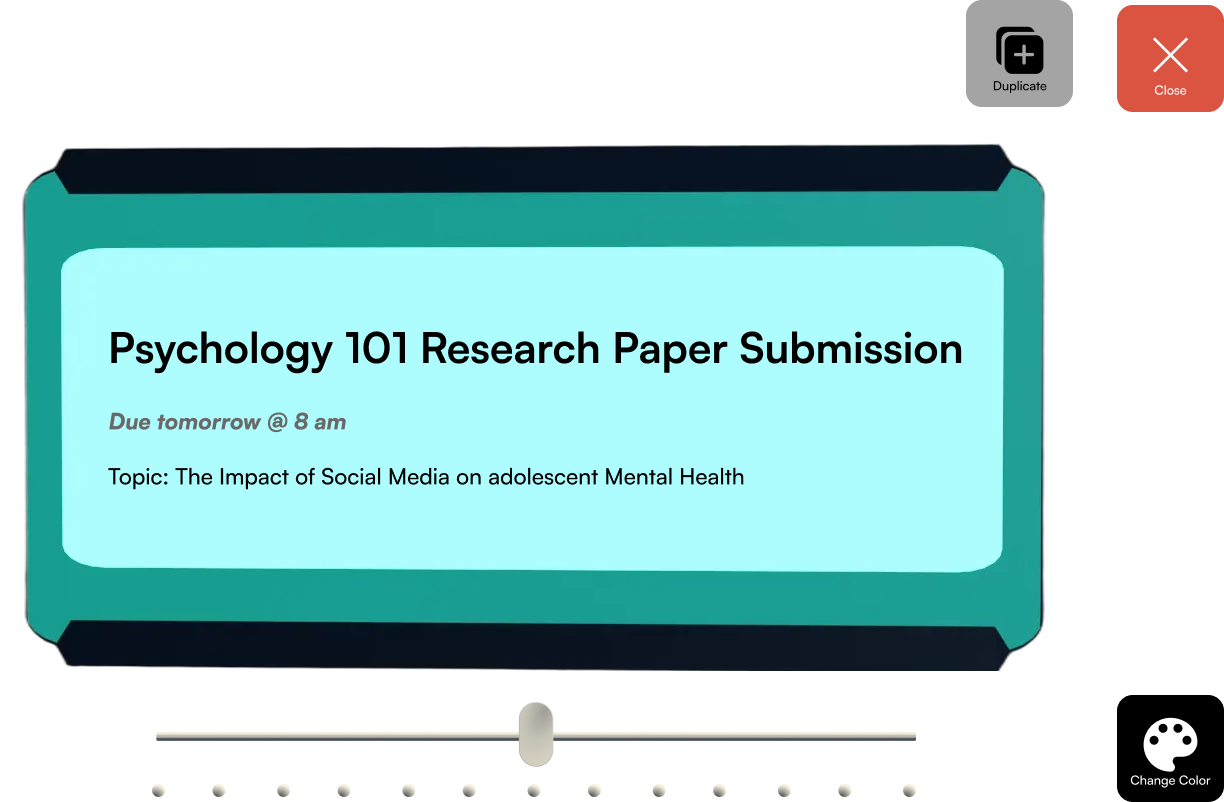 Duplicate
Close
Psychology 101 Research Paper Submission
Due tomorrow @ 8 am
Topic: The Impact of Social Media on adolescent Mental Health
Change Color